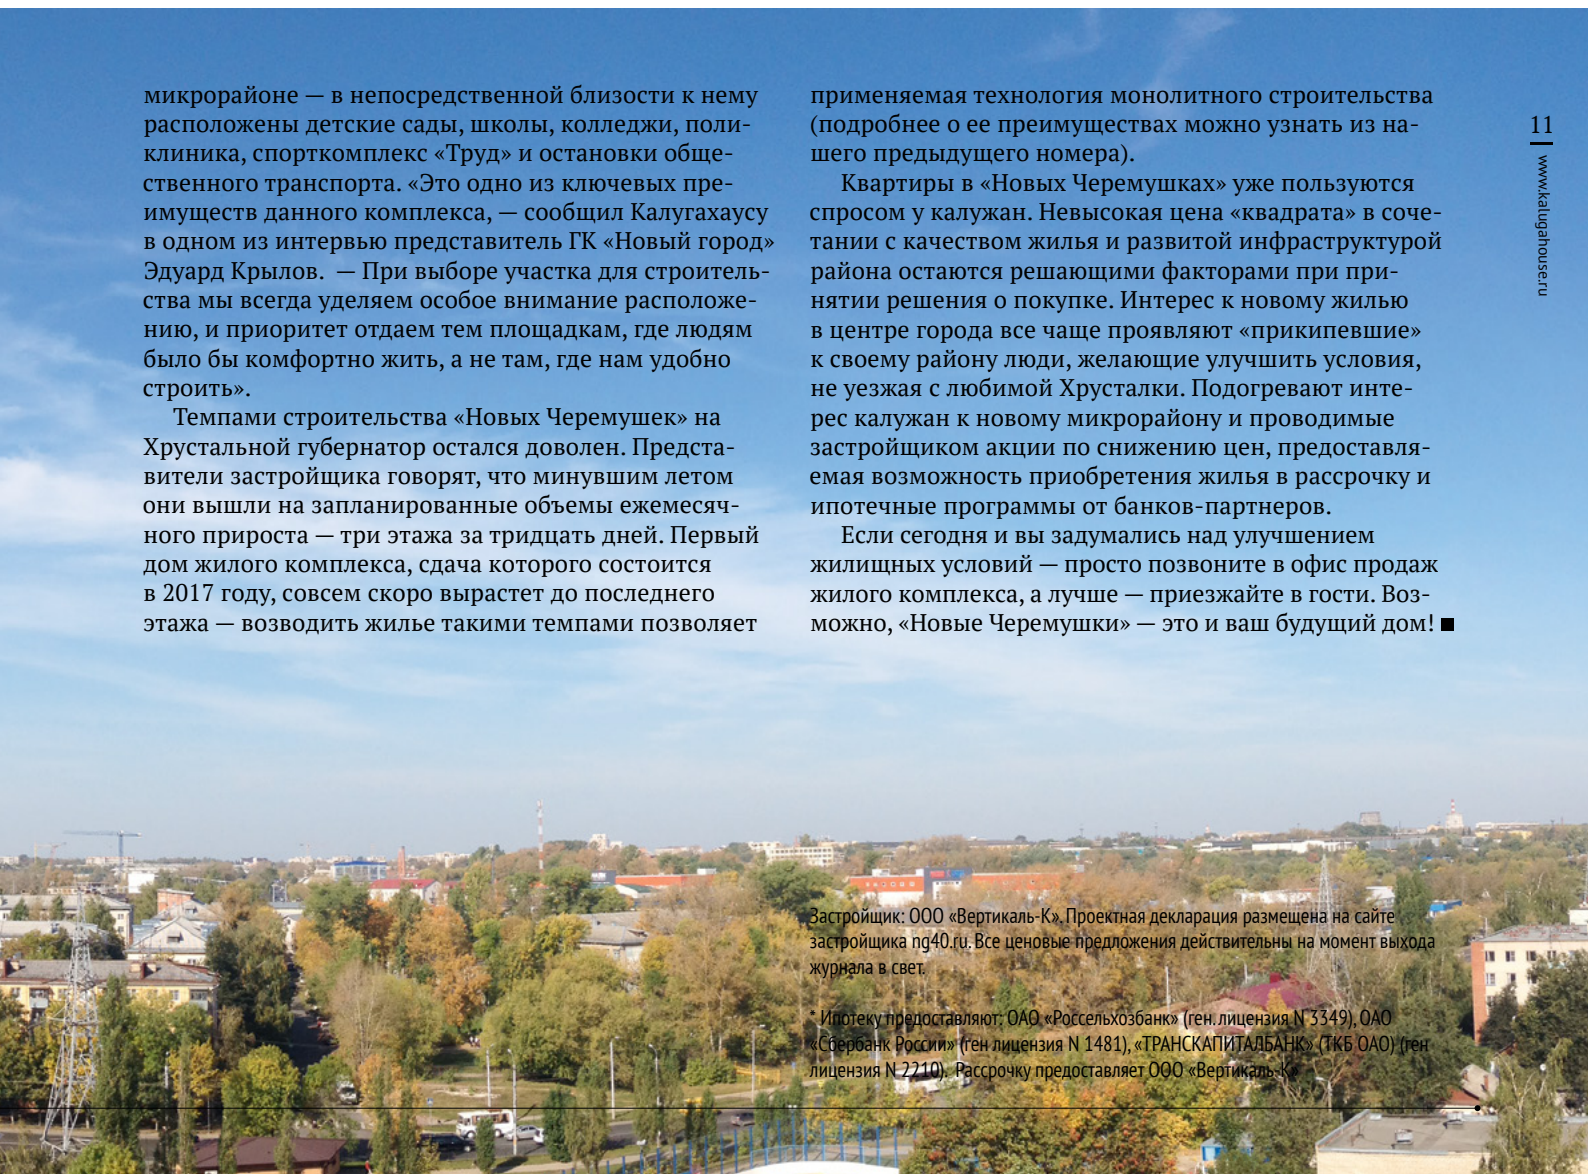 микрорайоне — в непосредственной близости к нему
расположены детские сады, школы, колледжи, поли-
клиника, спорткомплекс «Труд» и остановки обще-
ственного транспорта. «Это одно из ключевых пре-
имуществ данного комплекса, — сообщил Калугахаусу
в одном из интервью представитель ГК «Новый город»
Эдуард Крылов.  — При выборе участка для строитель-
ства мы всегда уделяем особое внимание расположе-
нию, и приоритет отдаем тем площадкам, где людям
было бы комфортно жить, а не там, где нам удобно
строить».
Темпами строительства «Новых Черемушек» на
Хрустальной губернатор остался доволен. Предста-
вители застройщика говорят, что минувшим летом
они вышли на запланированные объемы ежемесяч-
ного прироста — три этажа за тридцать дней. Первый
дом жилого комплекса, сдача которого состоится
в 2017 году, совсем скоро вырастет до последнего
этажа — возводить жилье такими темпами позволяет
применяемая технология монолитного строительства
(подробнее о ее преимуществах можно узнать из на-
шего предыдущего номера).
Квартиры в «Новых Черемушках» уже пользуются
спросом у калужан. Невысокая цена «квадрата» в соче-
тании с качеством жилья и развитой инфраструктурой
района остаются решающими факторами при при-
нятии решения о покупке. Интерес к новому жилью
в центре города все чаще проявляют «прикипевшие»
к своему району люди, желающие улучшить условия,
не уезжая с любимой Хрусталки. Подогревают инте-
рес калужан к новому микрорайону и проводимые
застройщиком акции по снижению цен, предоставля-
емая возможность приобретения жилья в рассрочку и
ипотечные программы от банков-партнеров.
Если сегодня и вы задумались над улучшением
жилищных условий — просто позвоните в офис продаж
жилого комплекса, а лучше — приезжайте в гости. Воз-
можно, «Новые Черемушки» — это и ваш будущий дом! ■
11
www.kalugahouse.ru
Застройщик: ООО «Вертикаль-К». Проектная декларация размещена на сайте
застройщика ng40.ru. Все ценовые предложения действительны на момент выхода
журнала в свет.
* Ипотеку предоставляют: ОАО «Россельхозбанк» (ген. лицензия N 3349), ОАО
«Сбербанк России» (ген лицензия N 1481), «ТРАНСКАПИТАЛБАНК» (ТКБ ОАО) (ген
лицензия N 2210).  Рассрочку предоставляет ООО «Вертикаль-К»